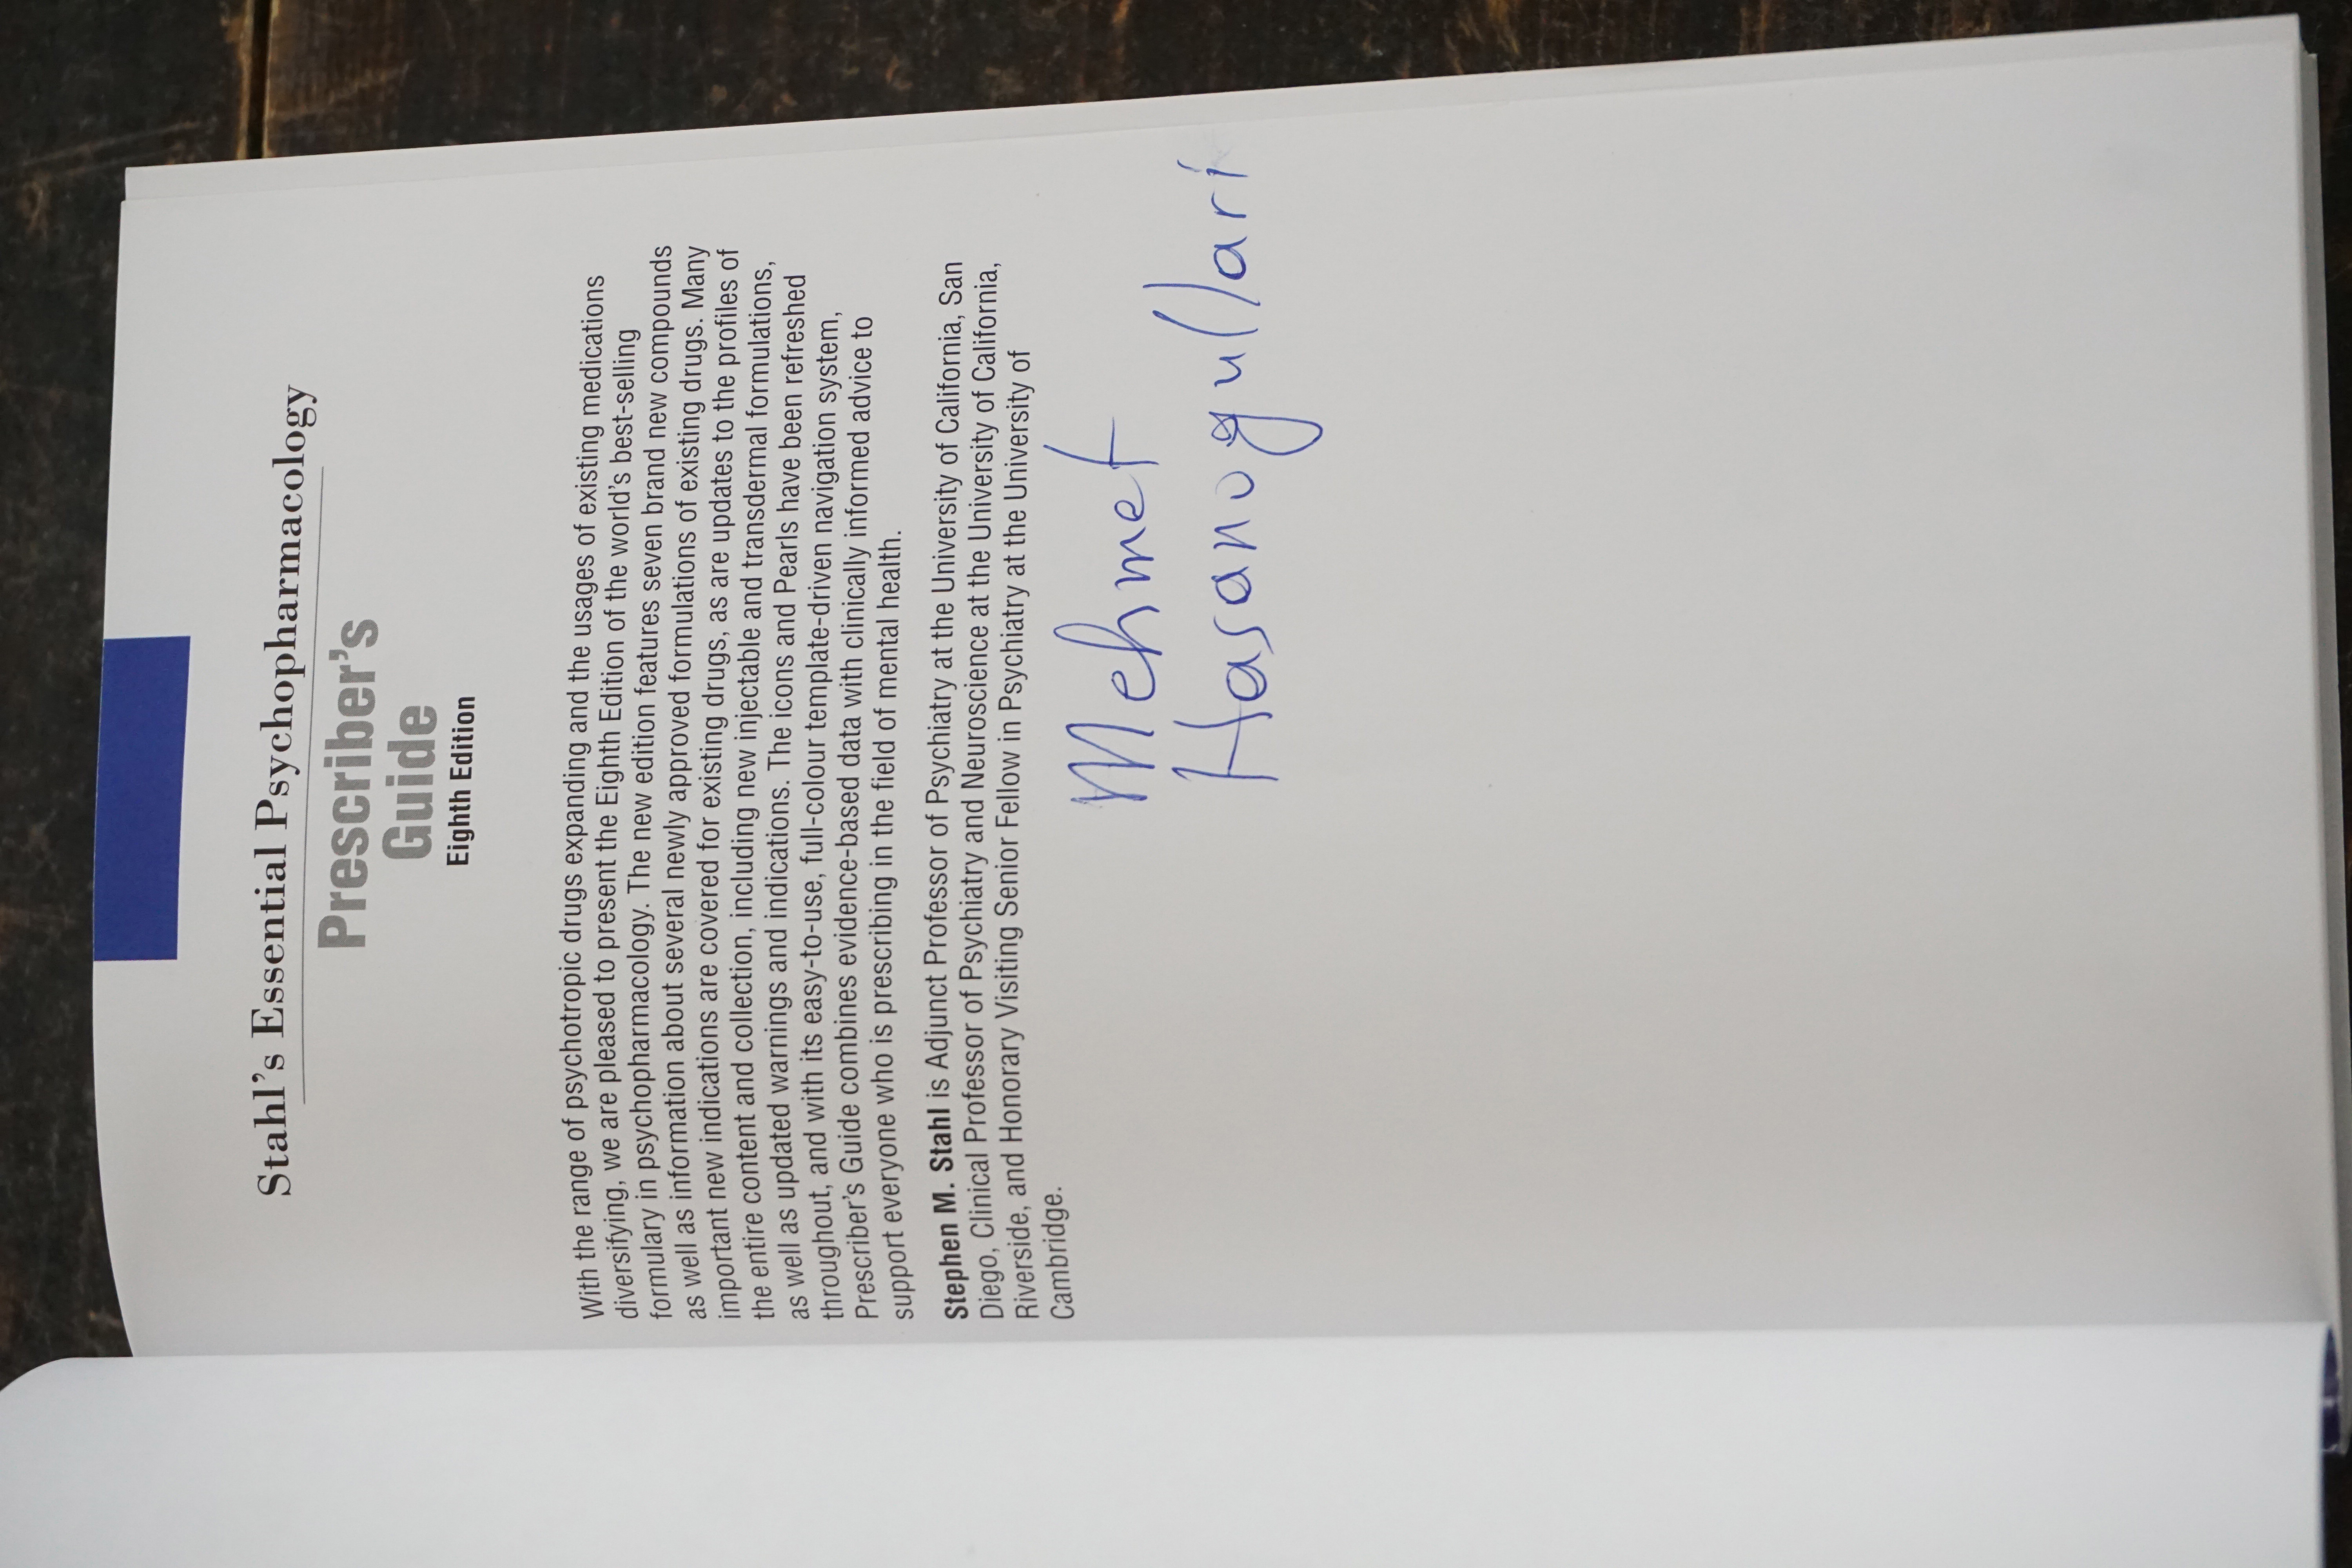 Stahl's Essential Psychopharmacology
Prescriber's
Guide
Eighth Edition
With the range of psychotropic drugs expanding and the usages of existing medications
diversifying, we are pleased to present the Eighth Edition of the world's best-selling
formulary in psychopharmacology. The new edition features seven brand new compounds
as well as information about several newly approved formulations of existing drugs. Many
important new indications are covered for existing drugs, as are updates to the profiles of
the entire content and collection, including new injectable and transdermal formulations,
as well as updated warnings and indications. The icons and Pearls have been refreshed
throughout, and with its easy-to-use, full-colour template-driven navigation system,
Prescriber's Guide combines evidence-based data with clinically informed advice to
support everyone who is prescribing in the field of mental health.
Stephen M. Stahl is Adjunct Professor of Psychiatry at the University of California, San
Diego, Clinical Professor of Psychiatry and Neuroscience at the University of California,
Riverside, and Honorary Visiting Senior Fellow in Psychiatry at the University of
Cambridge.
Mehmet
Hasanogullari